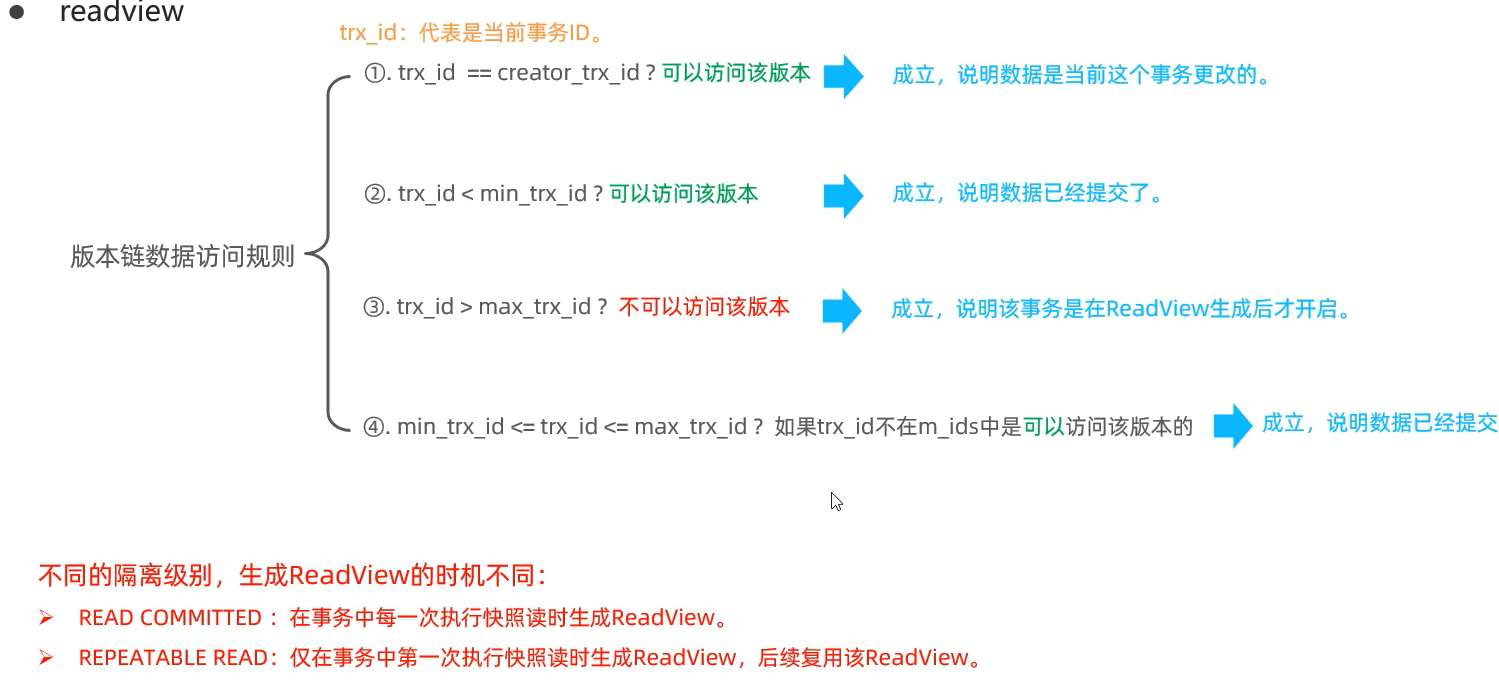 ● readview
trx_id：代表是当前事务ID。
①. trx_id == creator_trx_id ? 可以访问该版本
成立，说明数据是当前这个事务更改的。
②. trx_id < min_trx_id ? 可以访问该版本
成立，说明数据已经提交了。
版本链数据访问规则
③. trx_id > max_trx_id ? 不可以访问该版本
成立，说明该事务是在ReadView生成后才开启。
④. min_trx_id <= trx_id <= max_trx_id ? 如果trx_id不在m_ids中是可以访问该版本的
成立，说明数据已经提交
不同的隔离级别，生成ReadView的时机不同：
➢ READ COMMITTED ：在事务中每一次执行快照读时生成ReadView。
➢ REPEATABLE READ：仅在事务中第一次执行快照读时生成ReadView，后续复用该ReadView。